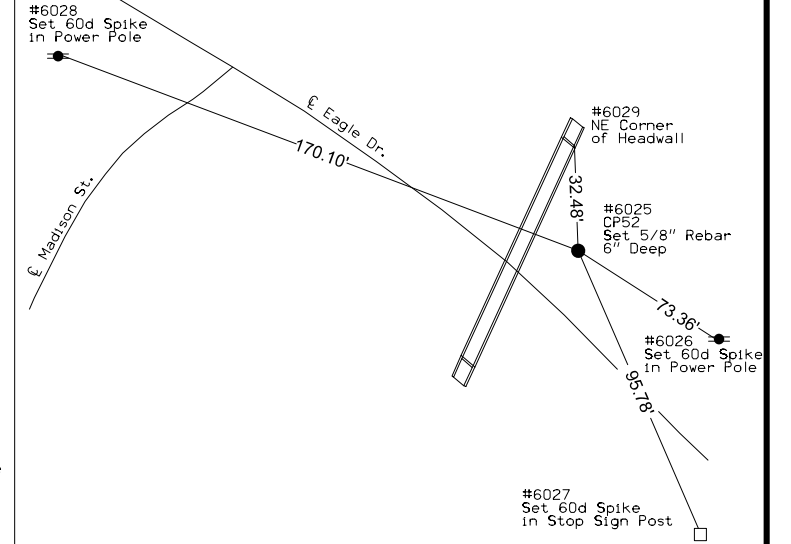 #6028
Set 60d Spike
in Power Pole
℄ Eagle Dr.
170.10'
#6029
NE Corner
of Headwall
32.48'
#6025
CP52
Set 5/8" Rebar
6" Deep
℄ Madison St.
73.36'
#6026
Set 60d Spike
in Power Pole
95.78'
#6027
Set 60d Spike
in Stop Sign Post